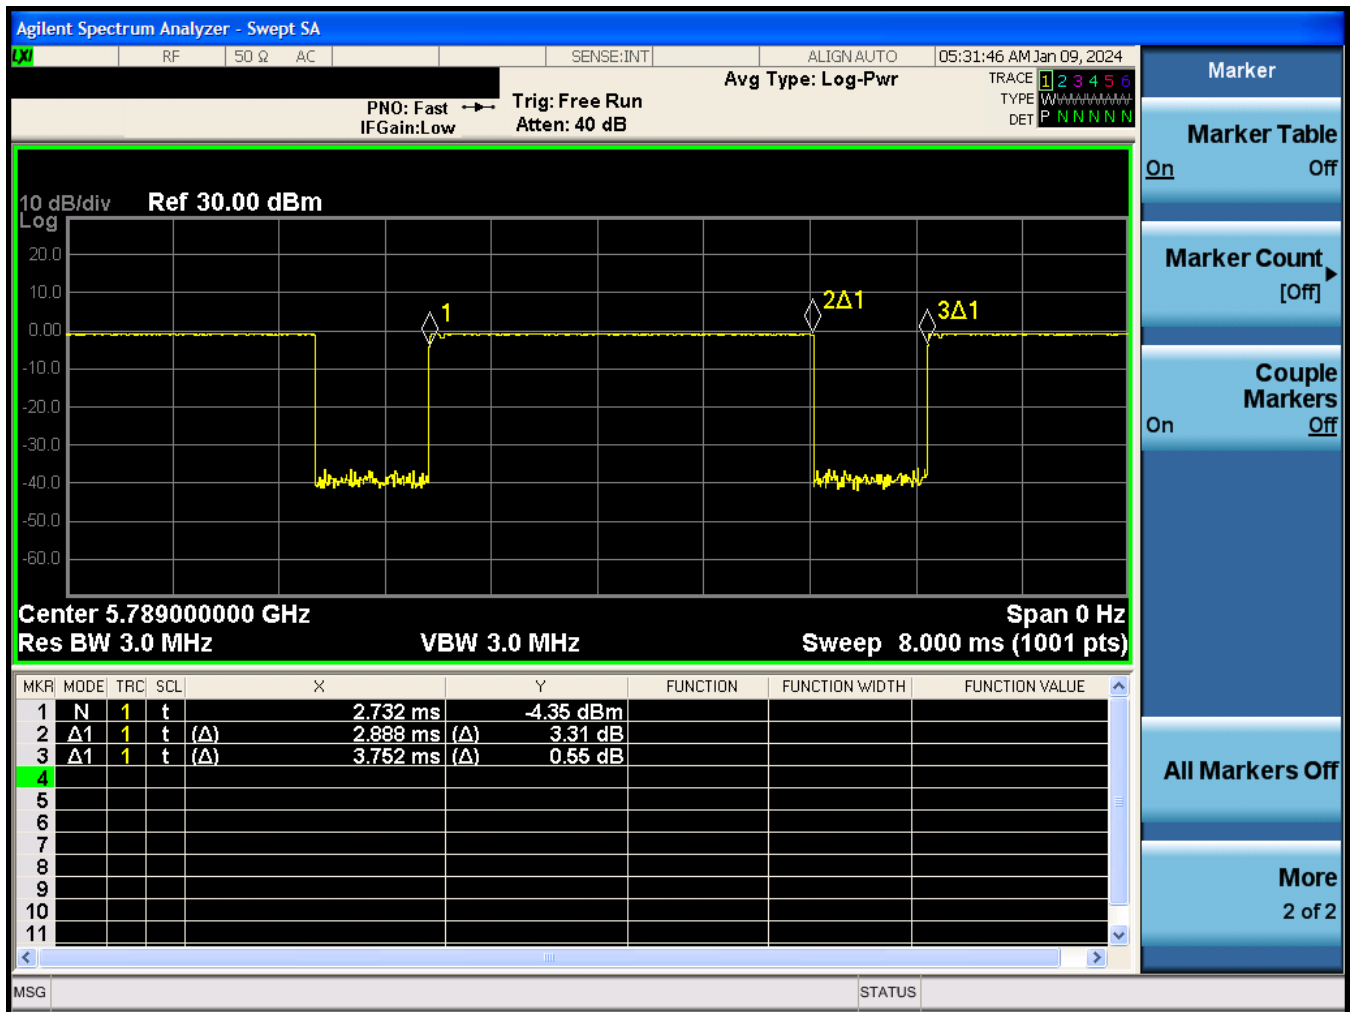 Agilent Spectrum Analyzer - Swept SA
LXI RF 50 Ω AC SENSE:INT ALIGN AUTO 05:31:46 AM Jan 09, 2024
Marker
Avg Type: Log-Pwr
TRACE 1 2 3 4 5 6
TYPE WWWWWW
DET P N N N N N
PNO: Fast
IFGain:Low
Trig: Free Run
Atten: 40 dB
Marker Table
On Off
10 dB/div Ref 30.00 dBm
Log
20.0
10.0
0.00
-10.0
-20.0
-30.0
-40.0
-50.0
-60.0
1
2Δ1
3Δ1
Marker Count
[Off]
Couple
Markers
On Off
Center 5.789000000 GHz Span 0 Hz
Res BW 3.0 MHz VBW 3.0 MHz Sweep 8.000 ms (1001 pts)
MKR MODE TRC SCL X Y FUNCTION FUNCTION WIDTH FUNCTION VALUE
1 N 1 t 2.732 ms -4.35 dBm
2 Δ1 1 t (Δ) 2.888 ms (Δ) 3.31 dB
3 Δ1 1 t (Δ) 3.752 ms (Δ) 0.55 dB
4
5
6
7
8
9
10
11
All Markers Off
More
2 of 2
MSG STATUS